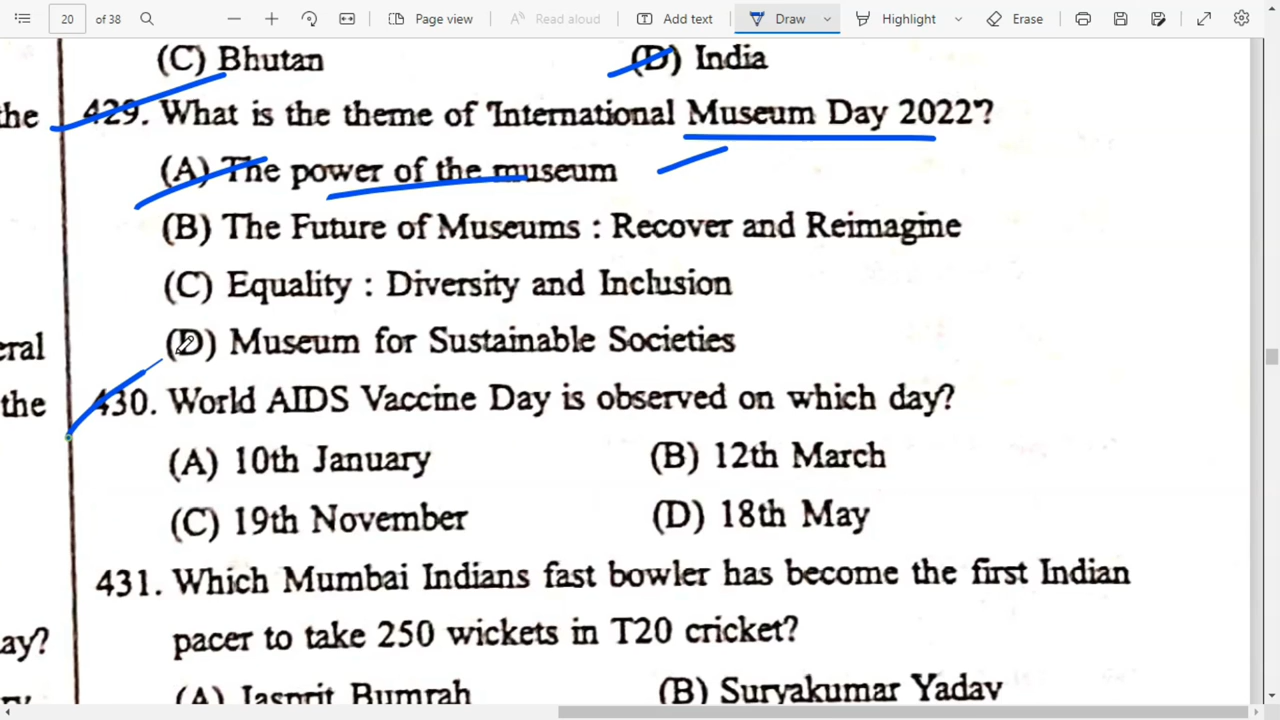 20 of 38 Page view Read aloud Add text Draw Highlight Erase
(C) Bhutan (D) India
the 429. What is the theme of 'International Museum Day 2022'?
(A) The power of the museum
(B) The Future of Museums : Recover and Reimagine
(C) Equality : Diversity and Inclusion
eral (D) Museum for Sustainable Societies
the 430. World AIDS Vaccine Day is observed on which day?
(A) 10th January (B) 12th March
(C) 19th November (D) 18th May
431. Which Mumbai Indians fast bowler has become the first Indian
ay? pacer to take 250 wickets in T20 cricket?
(A) Jasprit Bumrah (B) Suryakumar Yadav